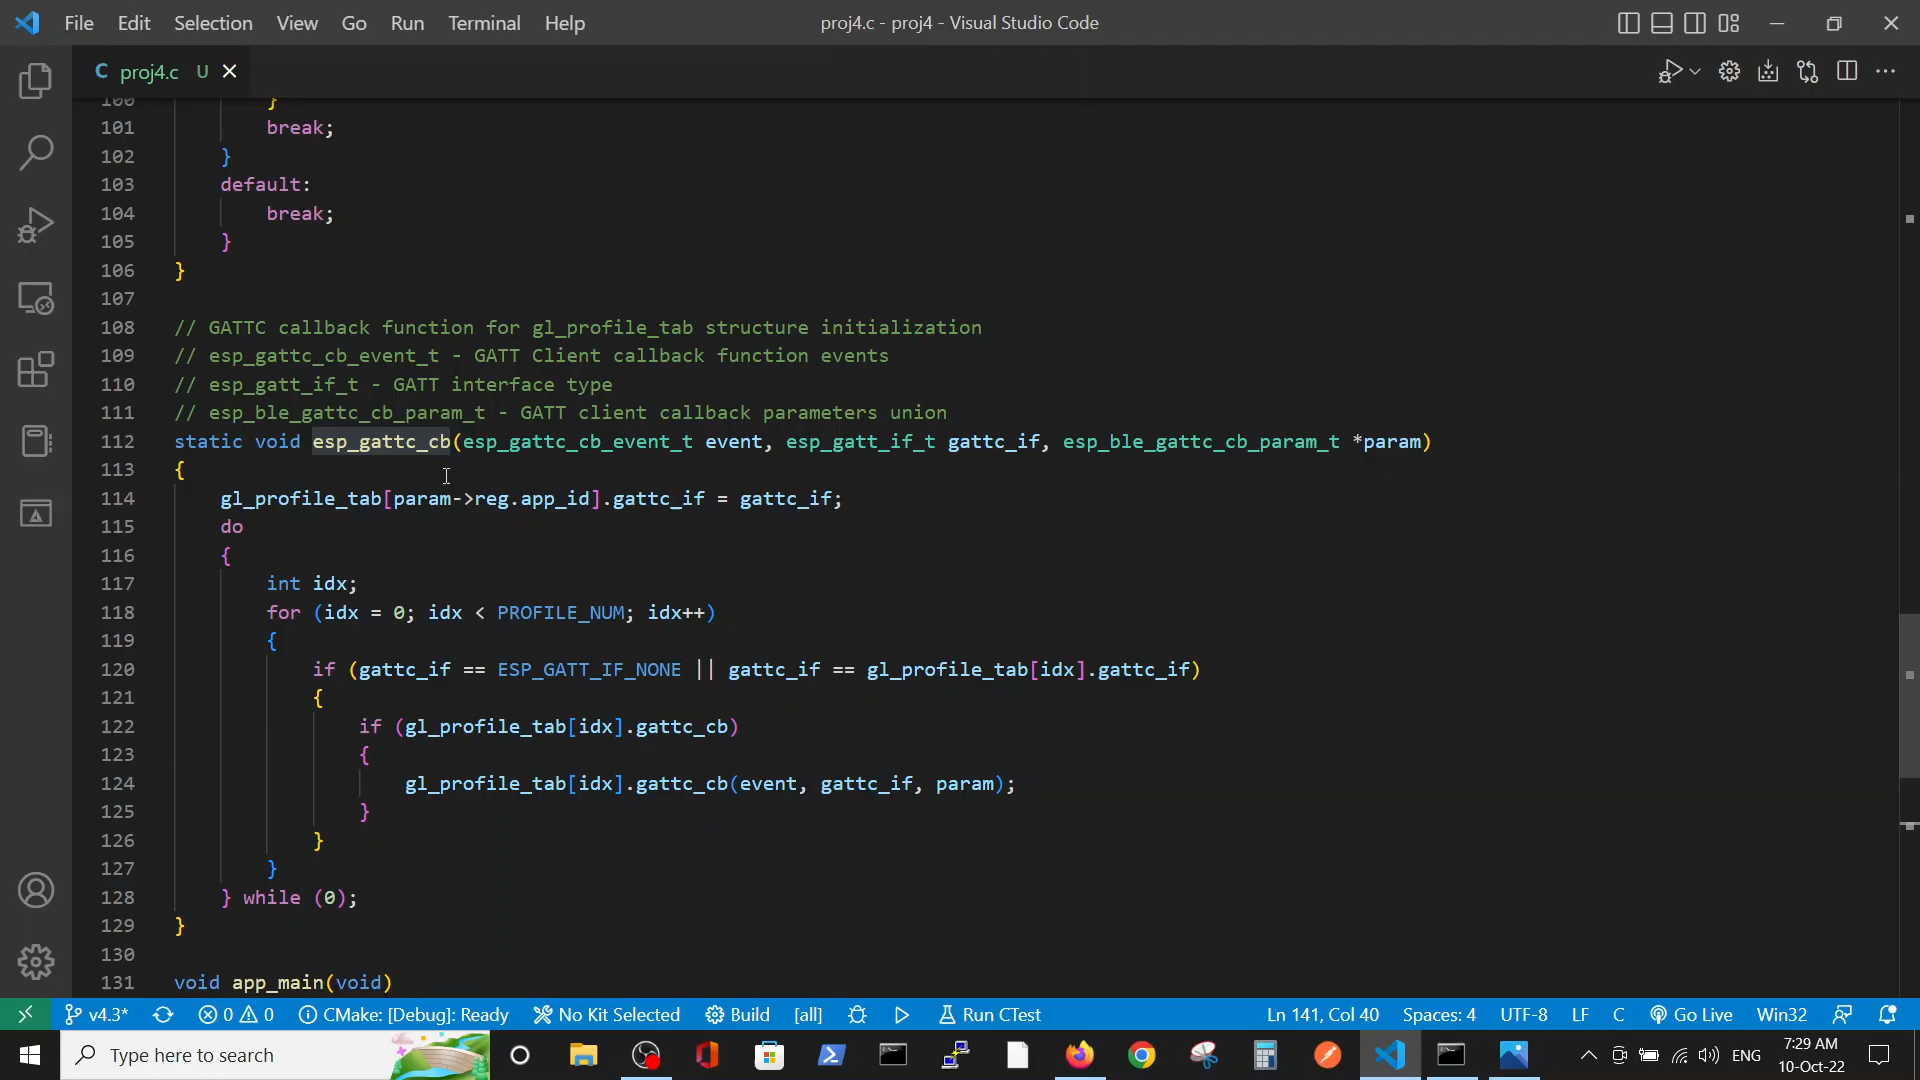 File Edit Selection View Go Run Terminal Help proj4.c - proj4 - Visual Studio Code
C proj4.c U
100 }
101 break;
102 }
103 default:
104 break;
105 }
106 }
107
108 // GATTC callback function for gl_profile_tab structure initialization
109 // esp_gattc_cb_event_t - GATT Client callback function events
110 // esp_gatt_if_t - GATT interface type
111 // esp_ble_gattc_cb_param_t - GATT client callback parameters union
112 static void esp_gattc_cb(esp_gattc_cb_event_t event, esp_gatt_if_t gattc_if, esp_ble_gattc_cb_param_t *param)
113 {
114 gl_profile_tab[param->reg.app_id].gattc_if = gattc_if;
115 do
116 {
117 int idx;
118 for (idx = 0; idx < PROFILE_NUM; idx++)
119 {
120 if (gattc_if == ESP_GATT_IF_NONE || gattc_if == gl_profile_tab[idx].gattc_if)
121 {
122 if (gl_profile_tab[idx].gattc_cb)
123 {
124 gl_profile_tab[idx].gattc_cb(event, gattc_if, param);
125 }
126 }
127 }
128 } while (0);
129 }
130
131 void app_main(void)
v4.3* 0 0 CMake: [Debug]: Ready No Kit Selected Build [all] Run CTest Ln 141, Col 40 Spaces: 4 UTF-8 LF C Go Live Win32
Type here to search ENG 7:29 AM
10-Oct-22